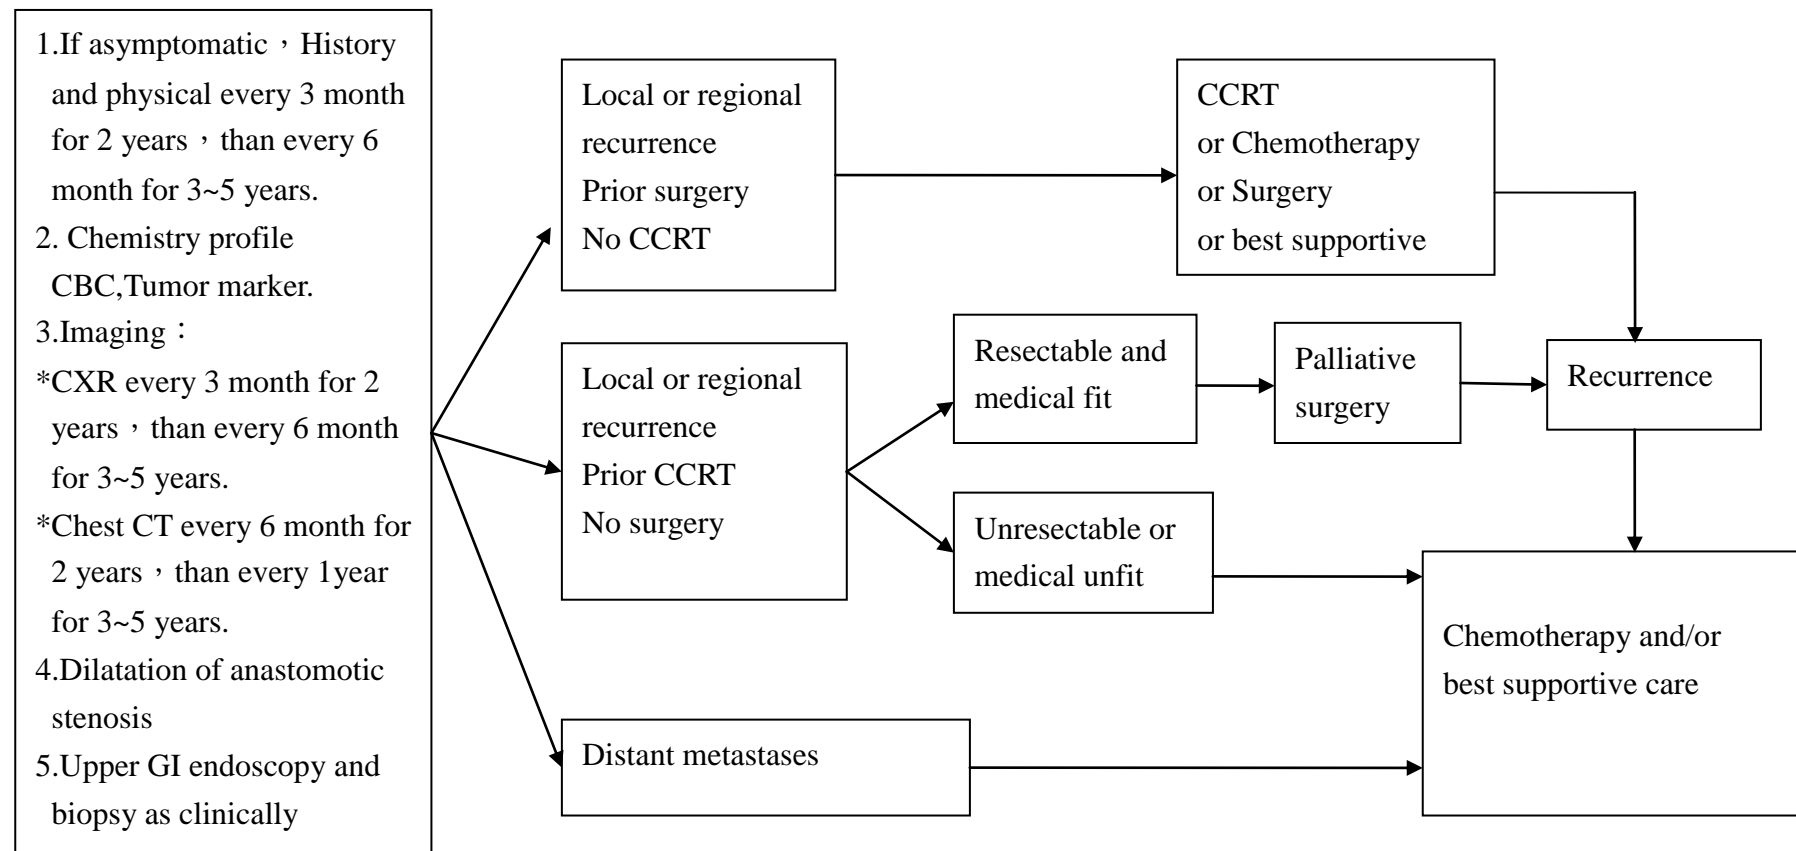 1.If asymptomatic，History
and physical every 3 month
for 2 years，than every 6
month for 3~5 years.
2. Chemistry profile
CBC,Tumor marker.
3.Imaging：
*CXR every 3 month for 2
years，than every 6 month
for 3~5 years.
*Chest CT every 6 month for
2 years，than every 1year
for 3~5 years.
4.Dilatation of anastomotic
stenosis
5.Upper GI endoscopy and
biopsy as clinically
Local or regional
recurrence
Prior surgery
No CCRT
CCRT
or Chemotherapy
or Surgery
or best supportive
Local or regional
recurrence
Prior CCRT
No surgery
Resectable and
medical fit
Palliative
surgery
Recurrence
Unresectable or
medical unfit
Distant metastases
Chemotherapy and/or
best supportive care